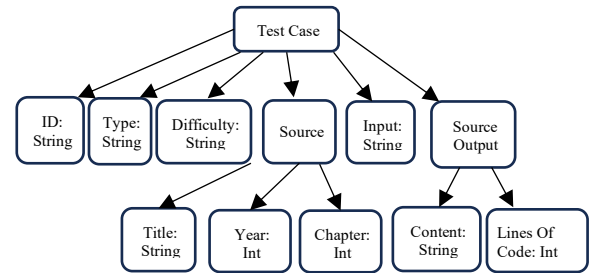 Test Case
ID:
String
Type:
String
Difficulty:
String
Source
Input:
String
Source
Output
Title:
String
Year:
Int
Chapter:
Int
Content:
String
Lines Of
Code: Int